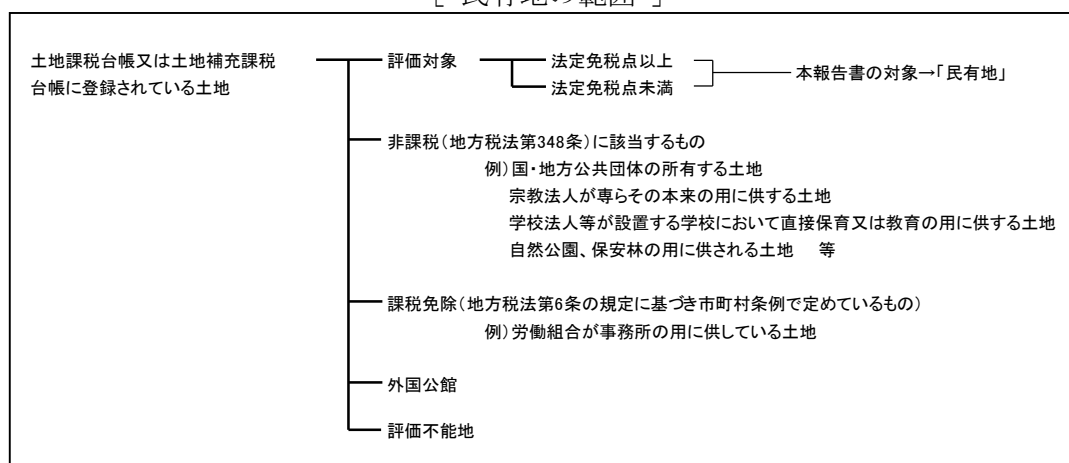 [ 民有地の範囲 ]
土地課税台帳又は土地補充課税
台帳に登録されている土地
評価対象
法定免税点以上
法定免税点未満
本報告書の対象→「民有地」
非課税(地方税法第348条)に該当するもの
例)国・地方公共団体の所有する土地
宗教法人が専らその本来の用に供する土地
学校法人等が設置する学校において直接保育又は教育の用に供する土地
自然公園、保安林の用に供される土地 等
課税免除(地方税法第6条の規定に基づき市町村条例で定めているもの)
例)労働組合が事務所の用に供している土地
外国公館
評価不能地